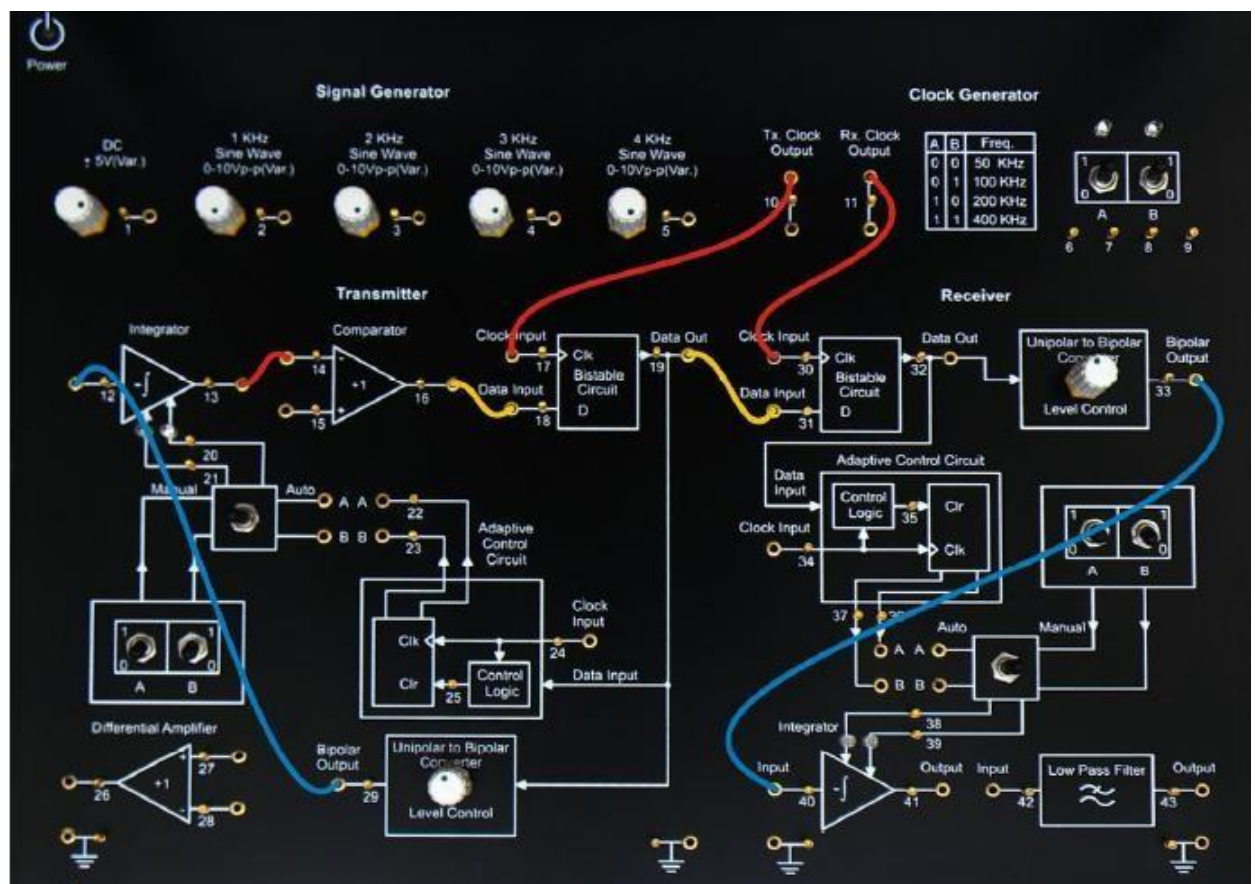 Power
Signal Generator
Clock Generator
DC
± 5V(Var.)
1 KHz
Sine Wave
0-10Vp-p(Var.)
2 KHz
Sine Wave
0-10Vp-p(Var.)
3 KHz
Sine Wave
0-10Vp-p(Var.)
4 KHz
Sine Wave
0-10Vp-p(Var.)
Tx. Clock
Output
Rx. Clock
Output
A B Freq.
0 0 50 KHz
0 1 100 KHz
1 0 200 KHz
1 1 400 KHz
1
0
1
0
A
B
1
2
3
4
5
10
11
6
7
8
9
Transmitter
Receiver
Integrator
-∫
12
13
Comparator
-
+1
+
14
15
16
Clock Input
17
Data Input
18
Clk
Bistable
Circuit
D
Data Out
19
Clock Input
30
Data Input
31
Clk
Bistable
Circuit
D
Data Out
32
Unipolar to Bipolar
Converter
Level Control
Bipolar
Output
33
20
21
Manual
Auto
A A
22
B B
23
Adaptive
Control
Circuit
1
0
1
0
A
B
Clk
Clr
Control
Logic
25
Clock
Input
24
Data Input
Adaptive Control Circuit
Data
Input
Control
Logic
35
Clr
Clk
Clock Input
34
37
1
0
1
0
A
B
Auto
Manual
A A
B B
38
39
Differential Amplifier
+
+1
-
26
27
28
Bipolar
Output
29
Unipolar to Bipolar
Converter
Level Control
Integrator
Input
40
-∫
Output
41
Input
42
Low Pass Filter
Output
43